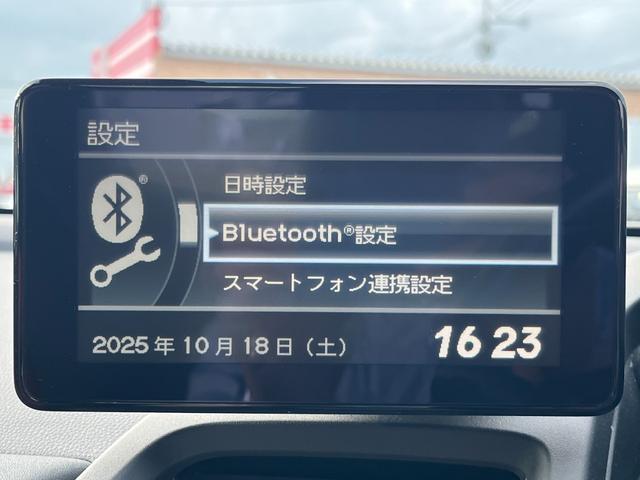 設定
日時設定
Bluetooth®設定
スマートフォン連携設定
2025年10月18日（土）
16 23